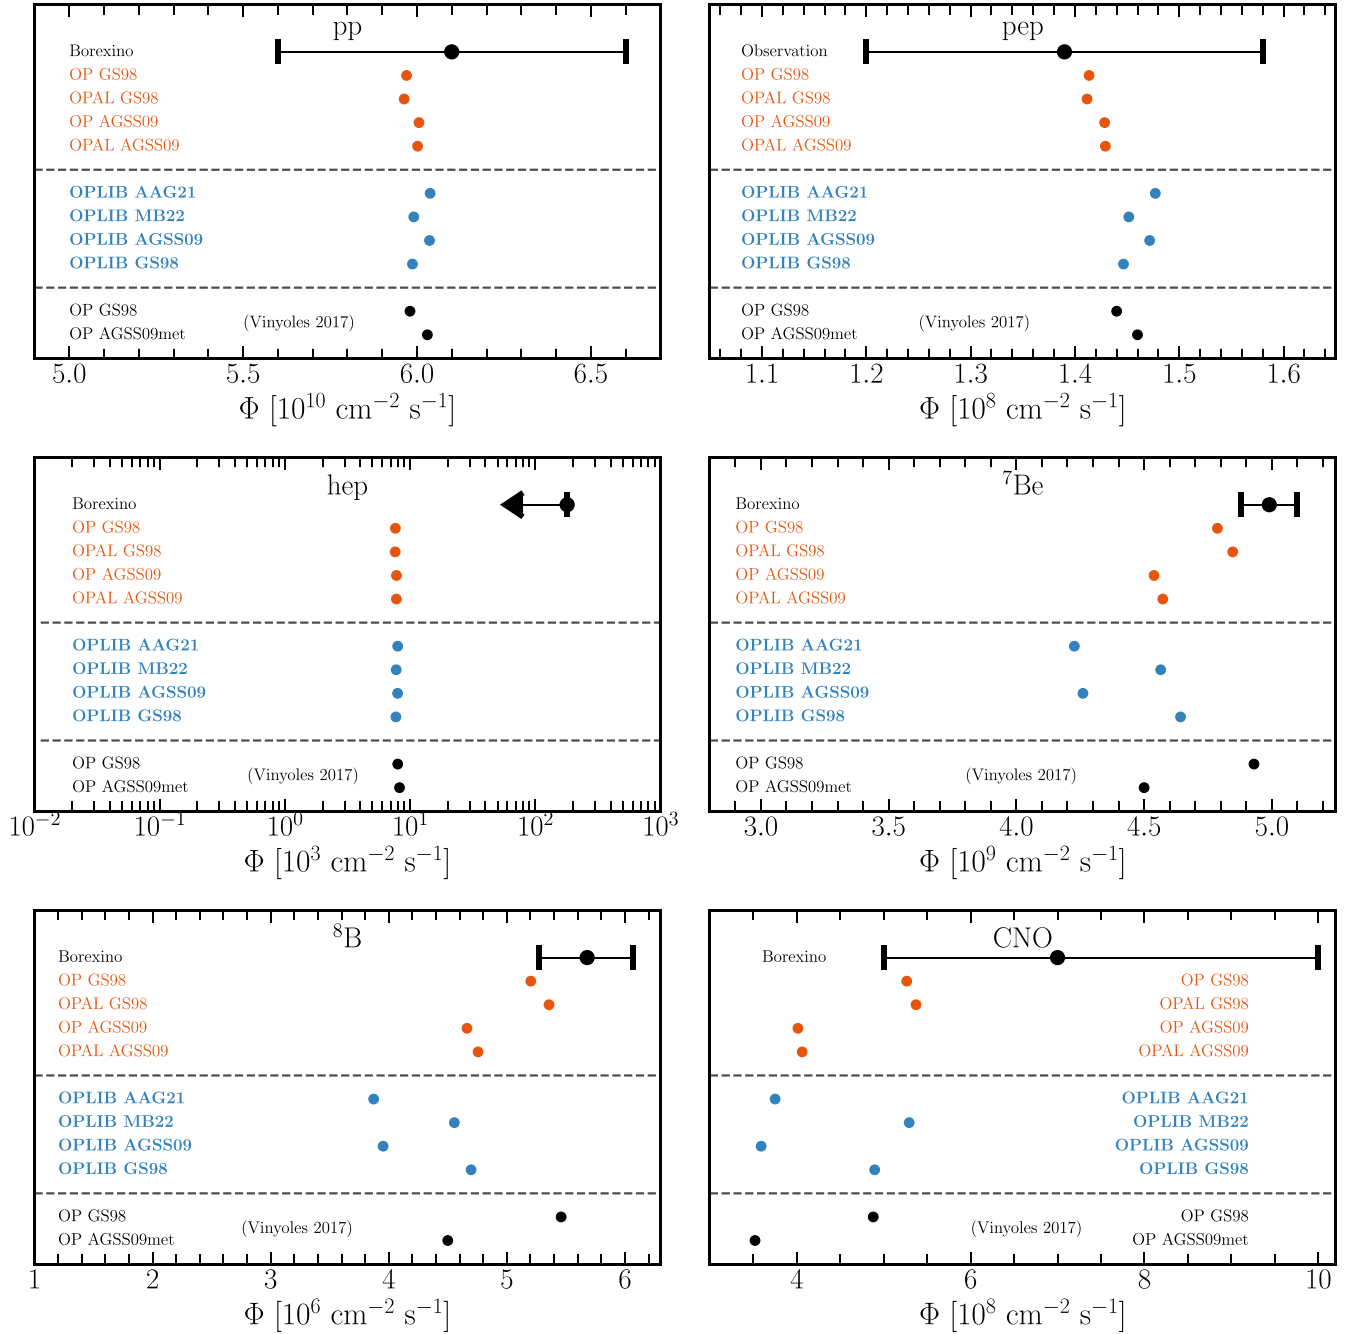 pp
Borexino
OP GS98
OPAL GS98
OP AGSS09
OPAL AGSS09
OPLIB AAG21
OPLIB MB22
OPLIB AGSS09
OPLIB GS98
OP GS98
(Vinyoles 2017)
OP AGSS09met
5.0 5.5 6.0 6.5
Φ [10^10 cm^−2 s^−1]
pep
Observation
OP GS98
OPAL GS98
OP AGSS09
OPAL AGSS09
OPLIB AAG21
OPLIB MB22
OPLIB AGSS09
OPLIB GS98
OP GS98
(Vinyoles 2017)
OP AGSS09met
1.1 1.2 1.3 1.4 1.5 1.6
Φ [10^8 cm^−2 s^−1]
hep
Borexino
OP GS98
OPAL GS98
OP AGSS09
OPAL AGSS09
OPLIB AAG21
OPLIB MB22
OPLIB AGSS09
OPLIB GS98
OP GS98
(Vinyoles 2017)
OP AGSS09met
10^−2 10^−1 10^0 10^1 10^2 10^3
Φ [10^3 cm^−2 s^−1]
^7Be
Borexino
OP GS98
OPAL GS98
OP AGSS09
OPAL AGSS09
OPLIB AAG21
OPLIB MB22
OPLIB AGSS09
OPLIB GS98
OP GS98
(Vinyoles 2017)
OP AGSS09met
3.0 3.5 4.0 4.5 5.0
Φ [10^9 cm^−2 s^−1]
^8B
Borexino
OP GS98
OPAL GS98
OP AGSS09
OPAL AGSS09
OPLIB AAG21
OPLIB MB22
OPLIB AGSS09
OPLIB GS98
OP GS98
(Vinyoles 2017)
OP AGSS09met
1 2 3 4 5 6
Φ [10^6 cm^−2 s^−1]
CNO
Borexino
OP GS98
OPAL GS98
OP AGSS09
OPAL AGSS09
OPLIB AAG21
OPLIB MB22
OPLIB AGSS09
OPLIB GS98
OP GS98
(Vinyoles 2017)
OP AGSS09met
4 6 8 10
Φ [10^8 cm^−2 s^−1]